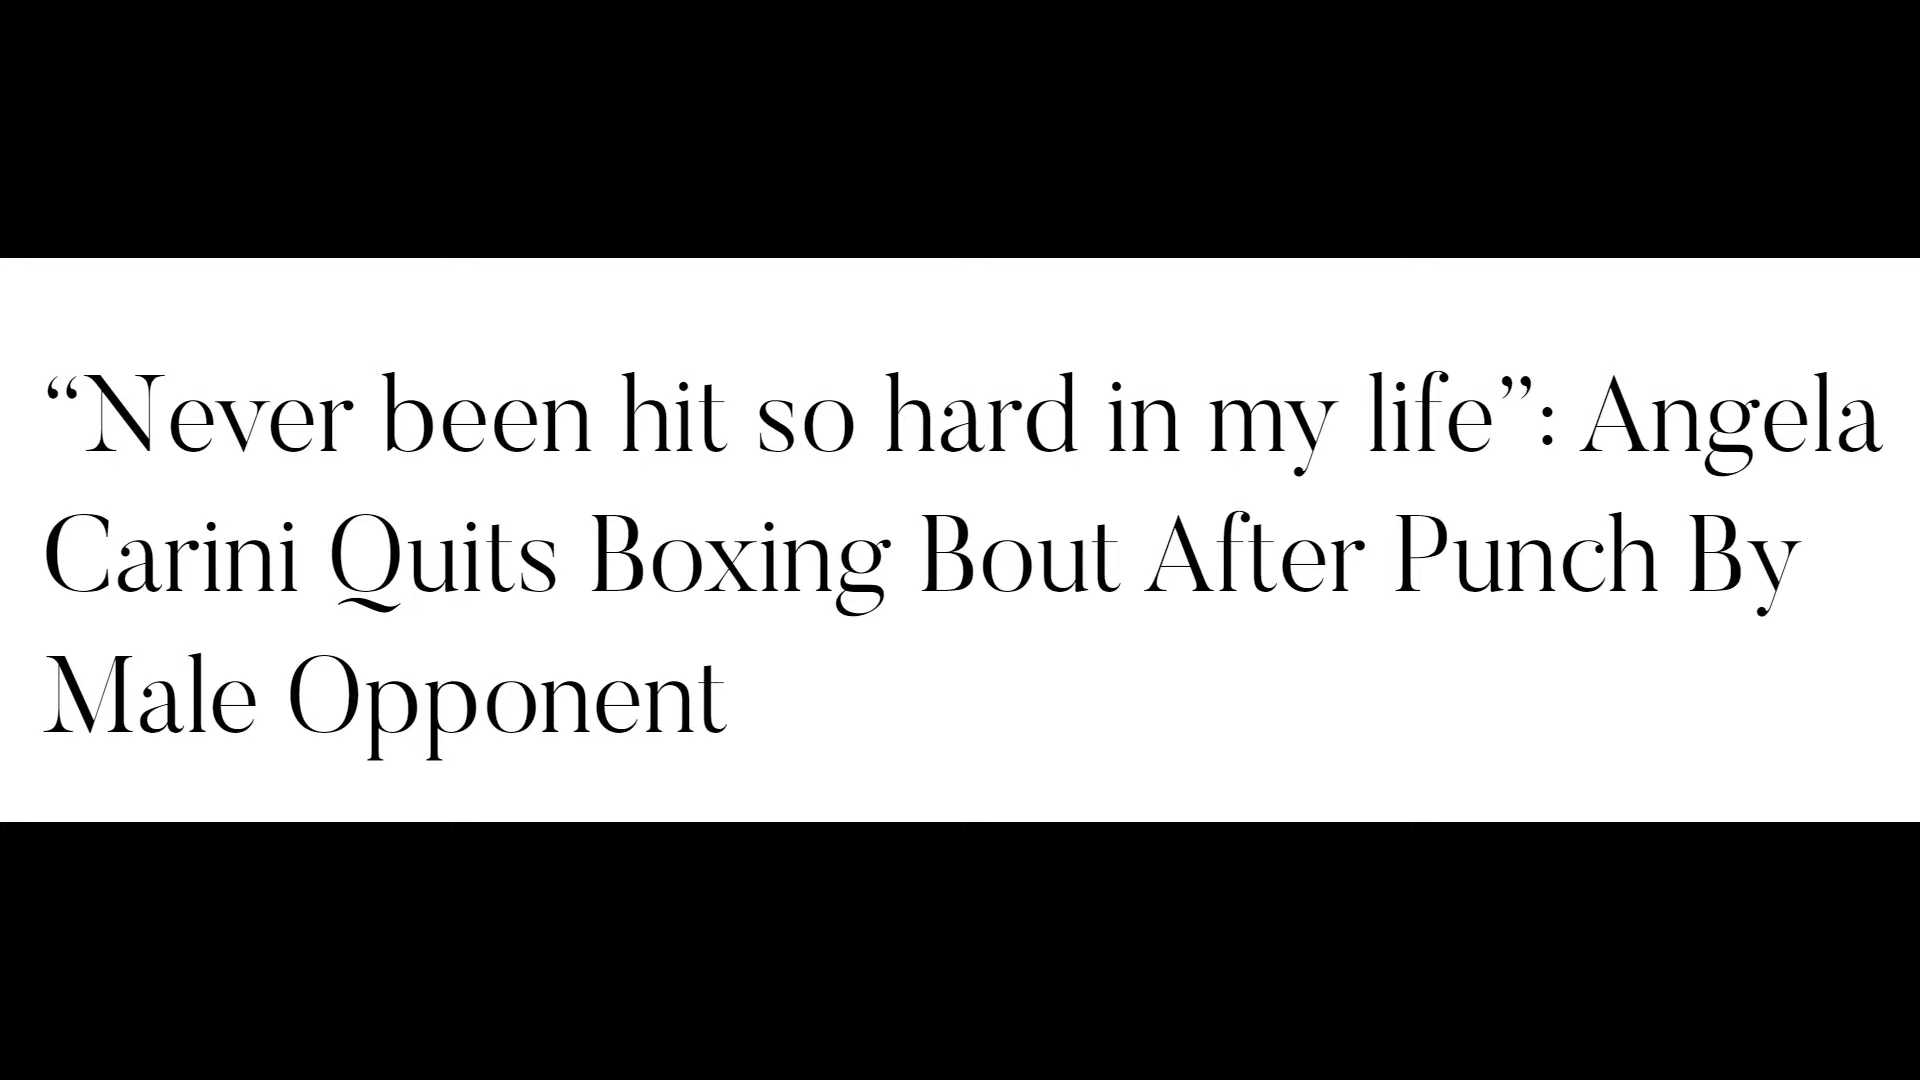 “Never been hit so hard in my life”: Angela
Carini Quits Boxing Bout After Punch By
Male Opponent